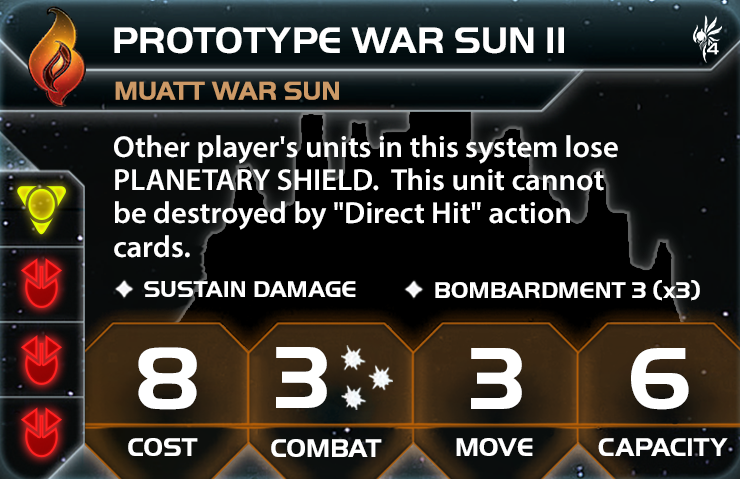 PROTOTYPE WAR SUN II
4
MUATT WAR SUN
Other player's units in this system lose
PLANETARY SHIELD. This unit cannot
be destroyed by "Direct Hit" action
cards.
SUSTAIN DAMAGE
BOMBARDMENT 3 (x3)
8 3 3 6
COST COMBAT MOVE CAPACITY